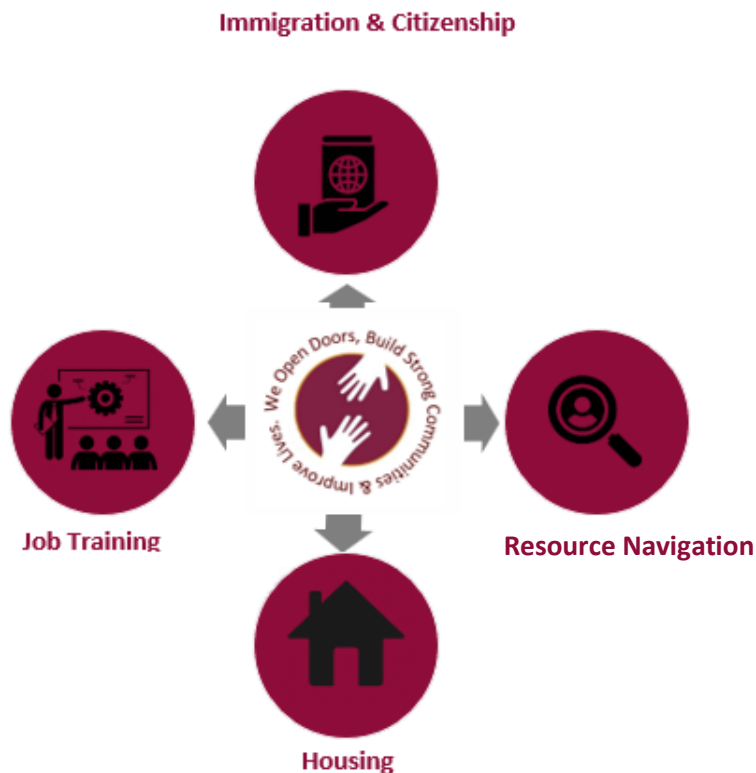 Immigration & Citizenship
We Open Doors, Build Strong Communities & Improve Lives.
Job Training
Resource Navigation
Housing